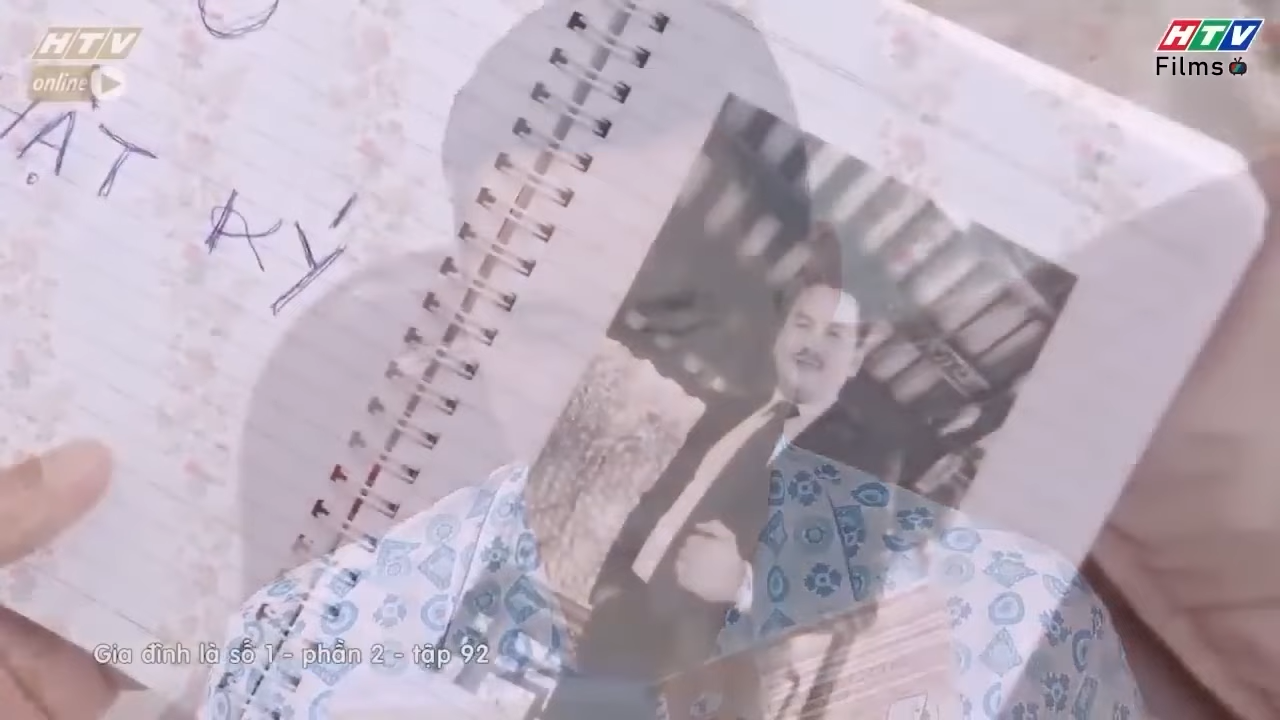 HTV
online
HTV
Films
ẬT KÝ
Gia đình là số 1 - phần 2 - tập 92